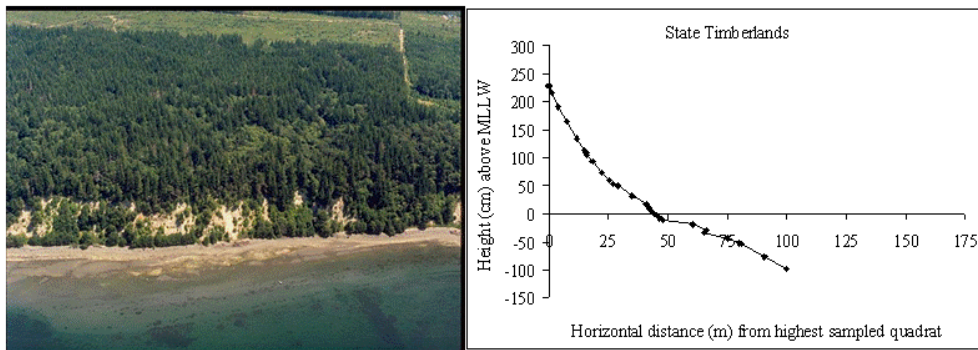 State Timberlands
Height (cm) above MLLW
300
250
200
150
100
50
0
-50
-100
-150
0 25 50 75 100 125 150 175
Horizontal distance (m) from highest sampled quadrat